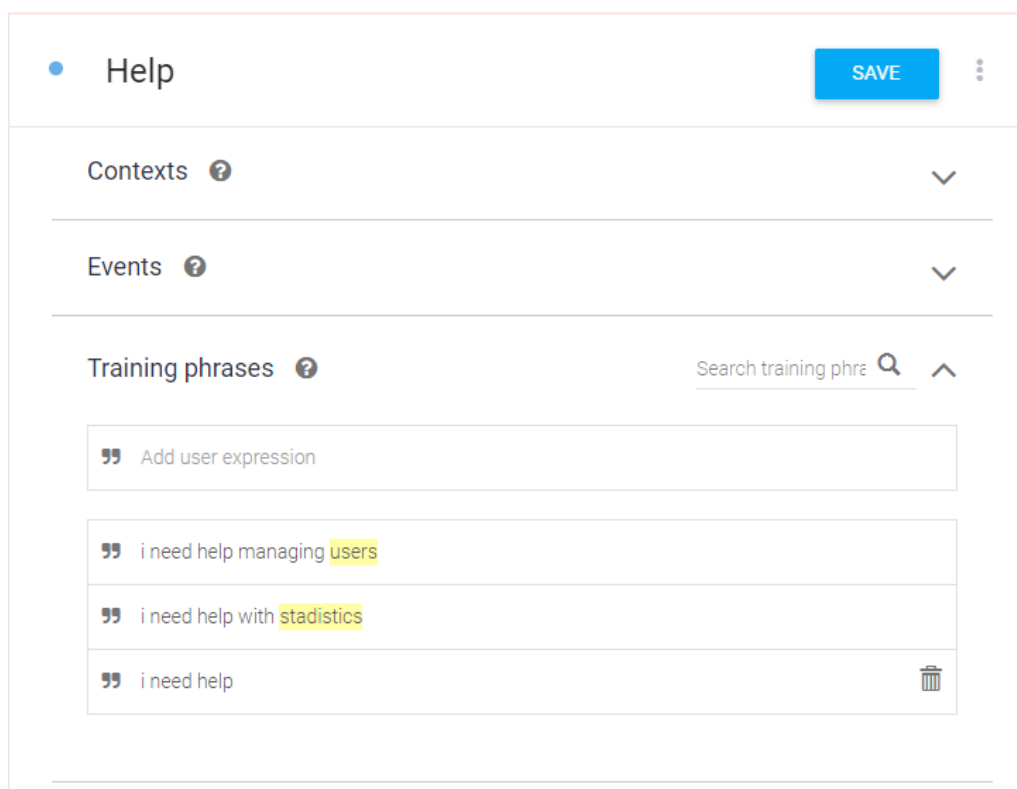 Help
SAVE
Contexts
Events
Training phrases
Search training phra
Add user expression
i need help managing users
i need help with stadistics
i need help